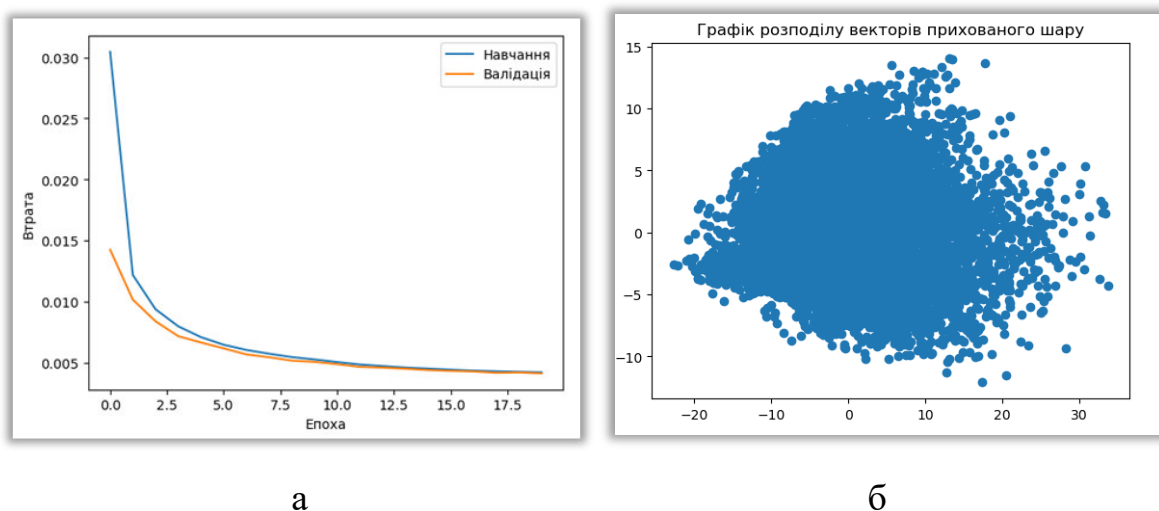 0.030
0.025
0.020
0.015
0.010
0.005
Втрата
0.0 2.5 5.0 7.5 10.0 12.5 15.0 17.5
Епоха
Навчання
Валідація
Графік розподілу векторів прихованого шару
15
10
5
0
−5
−10
−20 −10 0 10 20 30
а
б